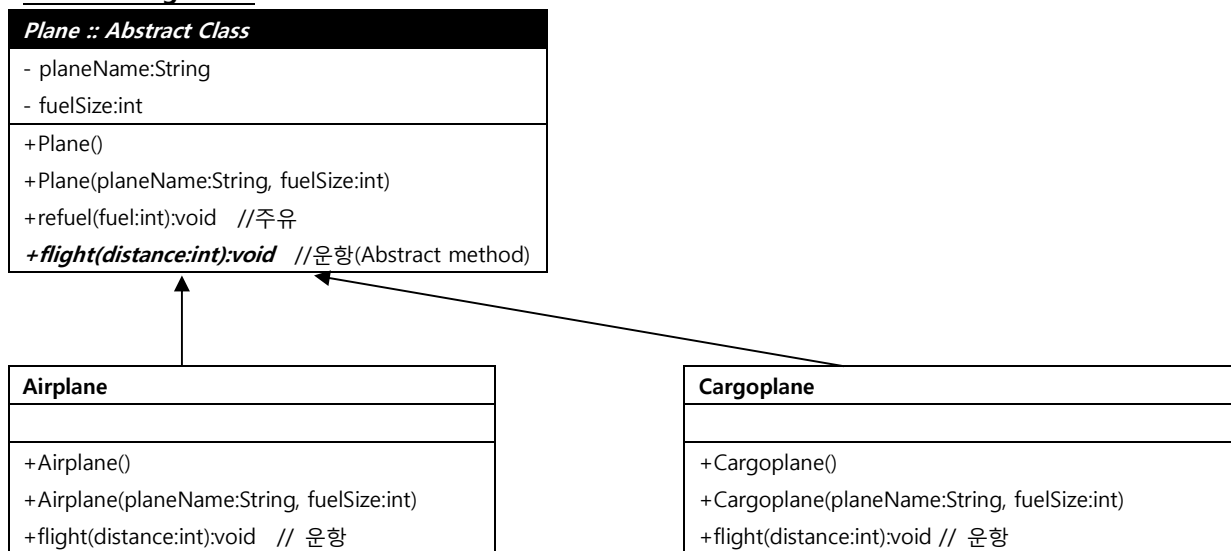 Plane :: Abstract Class
- planeName:String
- fuelSize:int
+Plane()
+Plane(planeName:String, fuelSize:int)
+refuel(fuel:int):void //주유
+flight(distance:int):void //운항(Abstract method)
Airplane
+Airplane()
+Airplane(planeName:String, fuelSize:int)
+flight(distance:int):void // 운항
Cargoplane
+Cargoplane()
+Cargoplane(planeName:String, fuelSize:int)
+flight(distance:int):void // 운항